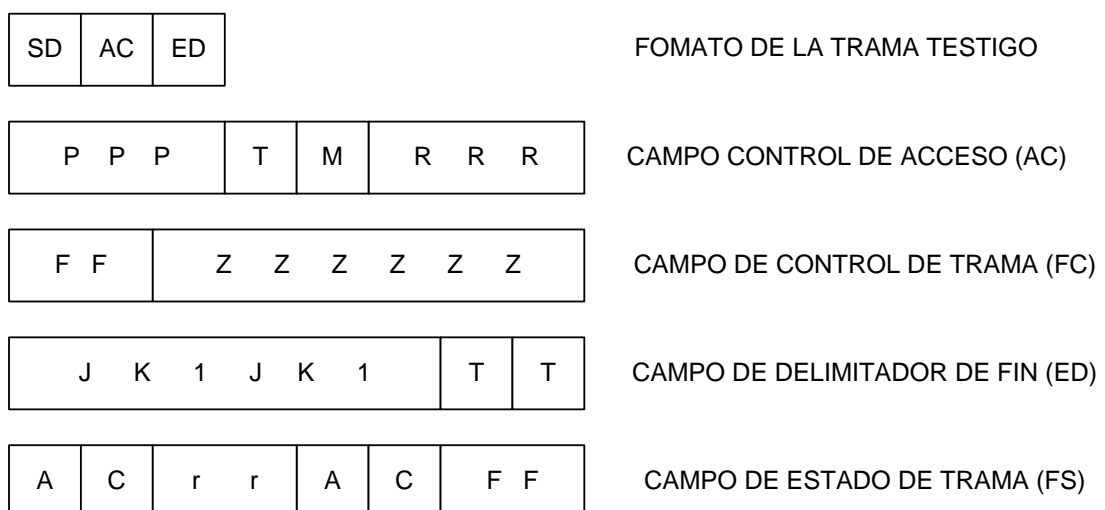 SD AC ED FOMATO DE LA TRAMA TESTIGO
P P P T M R R R CAMPO CONTROL DE ACCESO (AC)
F F Z Z Z Z Z Z CAMPO DE CONTROL DE TRAMA (FC)
J K 1 J K 1 T T CAMPO DE DELIMITADOR DE FIN (ED)
A C r r A C F F CAMPO DE ESTADO DE TRAMA (FS)